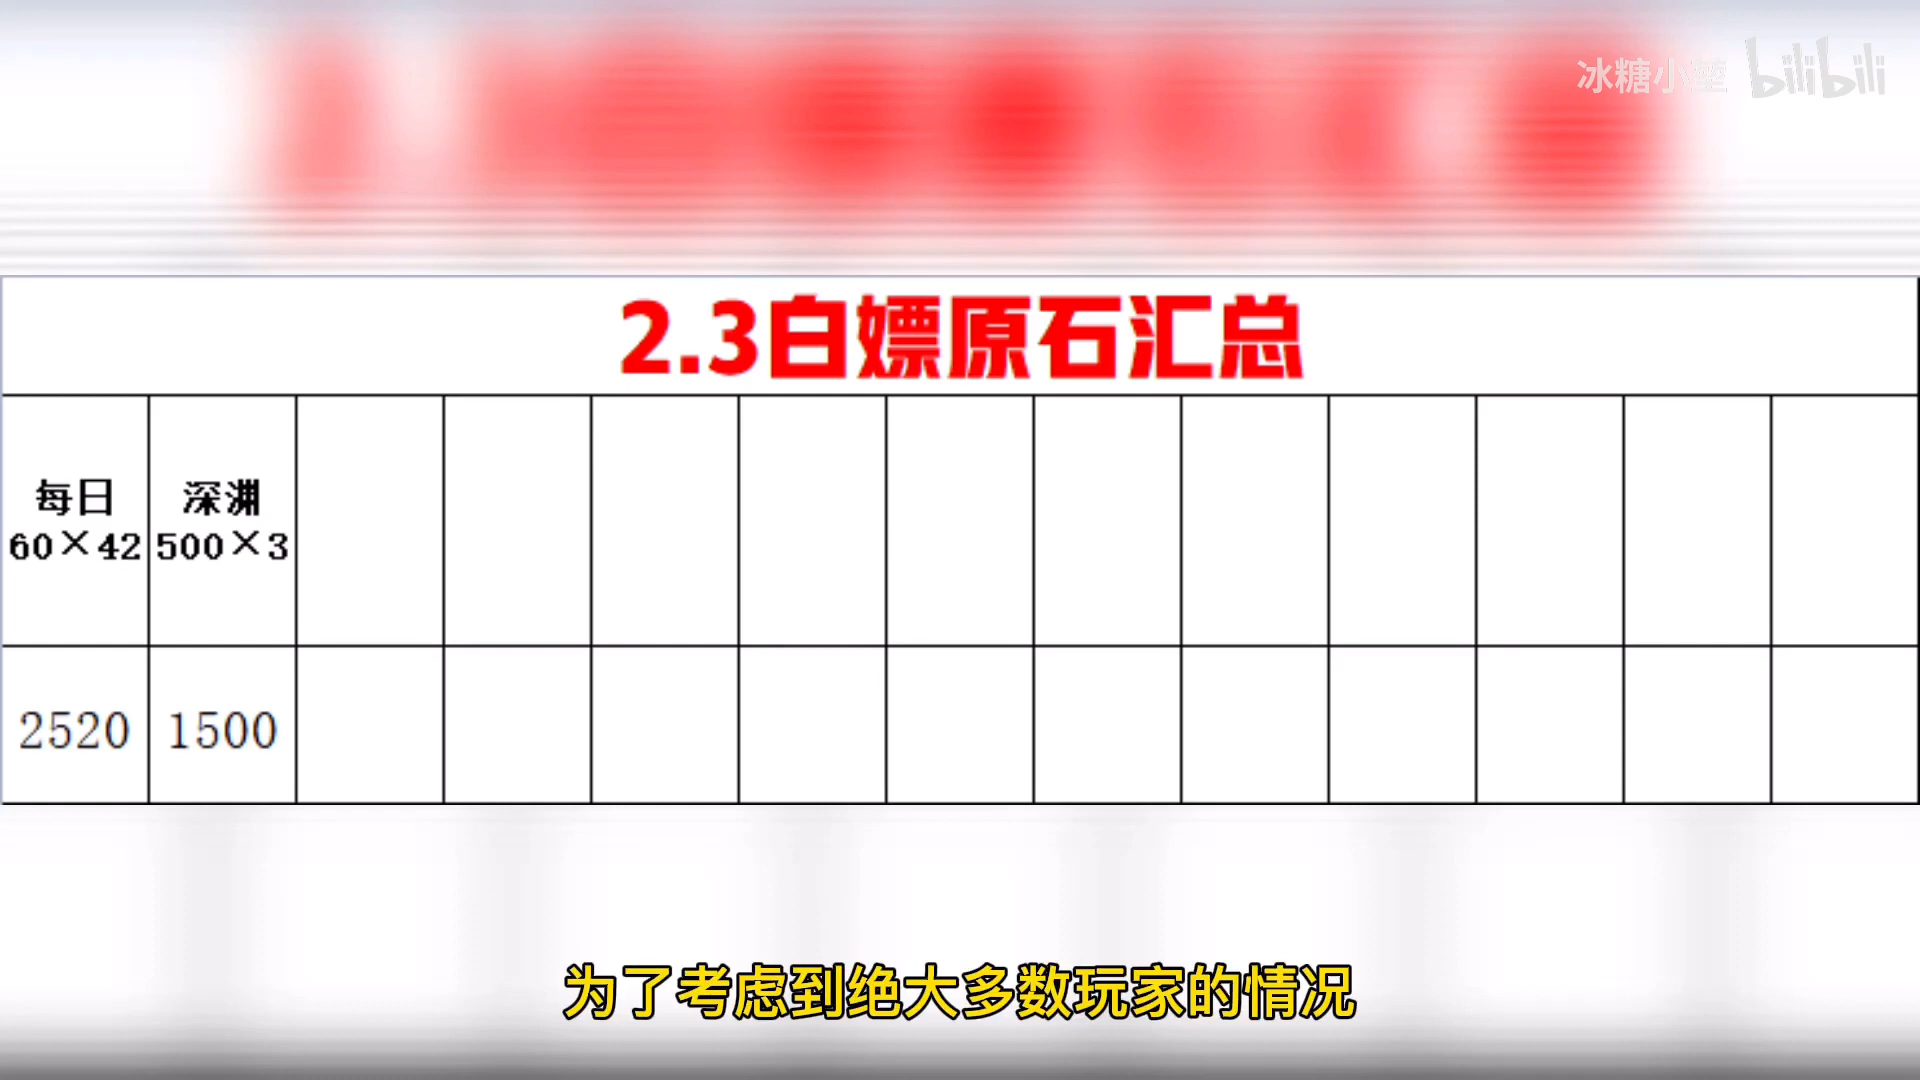 冰糖小堃 bilibili
2.3白嫖原石汇总
每日
60×42
深渊
500×3
2520
1500
为了考虑到绝大多数玩家的情况